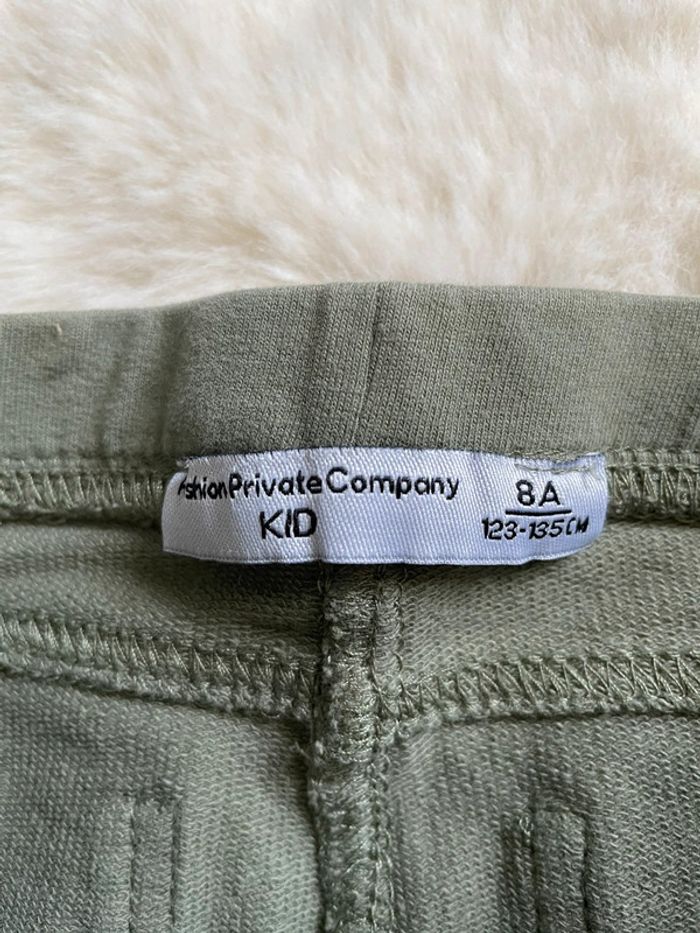 FashionPrivateCompany
KID
8A
123-135CM